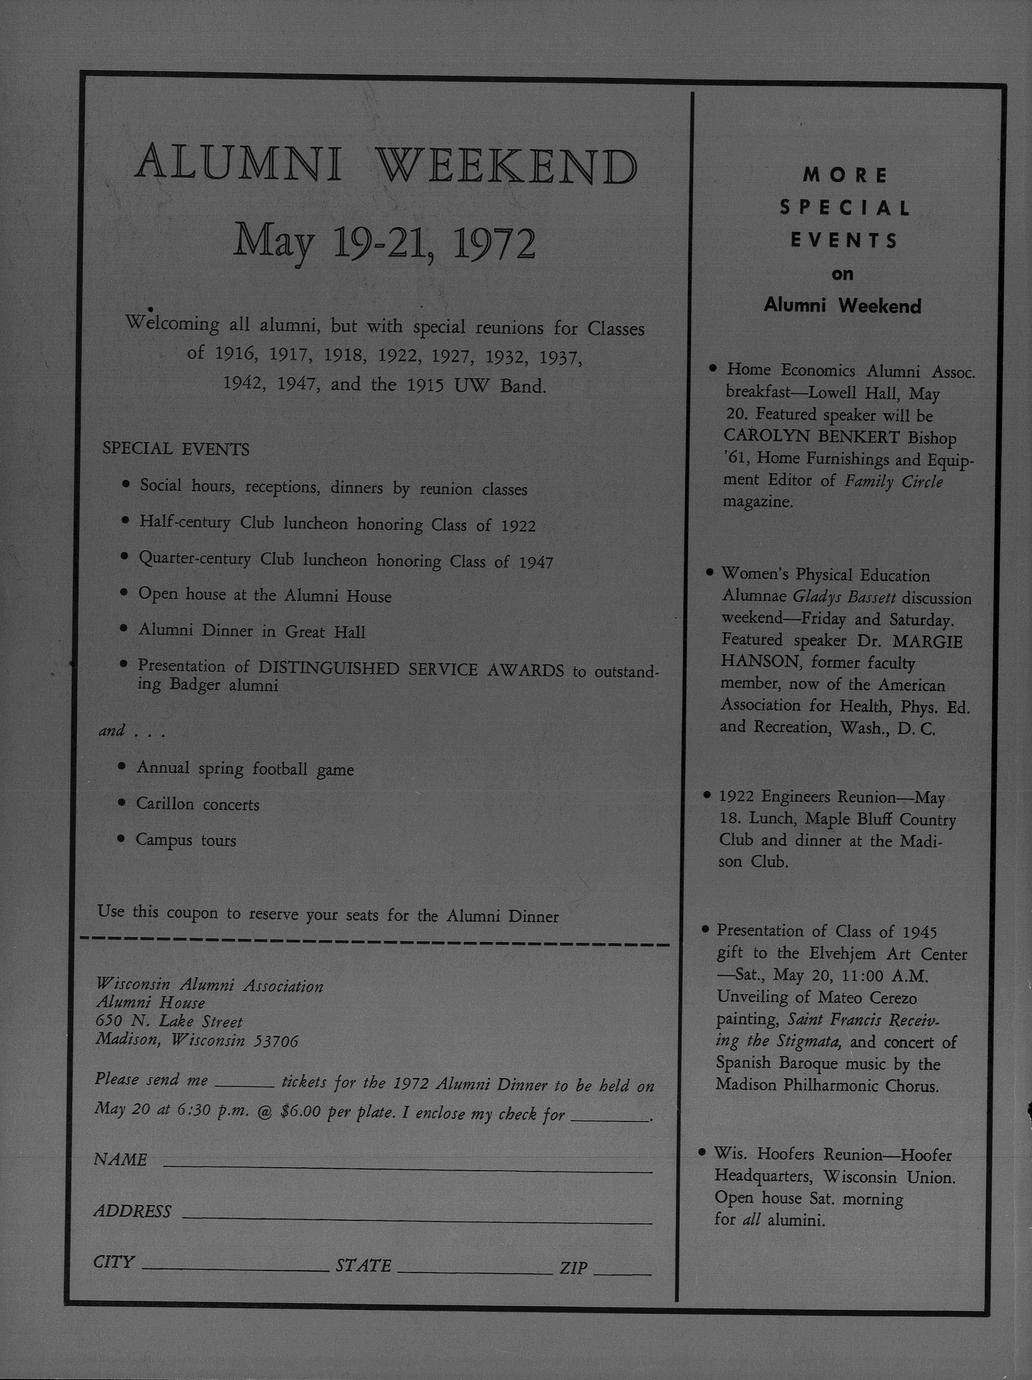 ALUMNI WEEKEND
May 19-21, 1972
Welcoming all alumni, but with special reunions for Classes
of 1916, 1917, 1918, 1922, 1927, 1932, 1937,
1942, 1947, and the 1915 UW Band.
SPECIAL EVENTS
• Social hours, receptions, dinners by reunion classes
• Half-century Club luncheon honoring Class of 1922
• Quarter-century Club luncheon honoring Class of 1947
• Open house at the Alumni House
• Alumni Dinner in Great Hall
• Presentation of DISTINGUISHED SERVICE AWARDS to outstand-
ing Badger alumni
and . . .
• Annual spring football game
• Carillon concerts
• Campus tours
Use this coupon to reserve your seats for the Alumni Dinner
Wisconsin Alumni Association
Alumni House
650 N. Lake Street
Madison, Wisconsin 53706
Please send me ______ tickets for the 1972 Alumni Dinner to be held on
May 20 at 6:30 p.m. @ $6.00 per plate. I enclose my check for ________.
NAME
ADDRESS
CITY ________ STATE ________ ZIP ______
MORE
SPECIAL
EVENTS
on
Alumni Weekend
• Home Economics Alumni Assoc.
breakfast—Lowell Hall, May
20. Featured speaker will be
CAROLYN BENKERT Bishop
'61, Home Furnishings and Equip-
ment Editor of Family Circle
magazine.
• Women's Physical Education
Alumnae Gladys Bassett discussion
weekend—Friday and Saturday.
Featured speaker Dr. MARGIE
HANSON, former faculty
member, now of the American
Association for Health, Phys. Ed.
and Recreation, Wash., D. C.
• 1922 Engineers Reunion—May
18. Lunch, Maple Bluff Country
Club and dinner at the Madi-
son Club.
• Presentation of Class of 1945
gift to the Elvehjem Art Center
—Sat., May 20, 11:00 A.M.
Unveiling of Mateo Cerezo
painting, Saint Francis Receiv-
ing the Stigmata, and concert of
Spanish Baroque music by the
Madison Philharmonic Chorus.
• Wis. Hoofers Reunion—Hoofer
Headquarters, Wisconsin Union.
Open house Sat. morning
for all alumini.